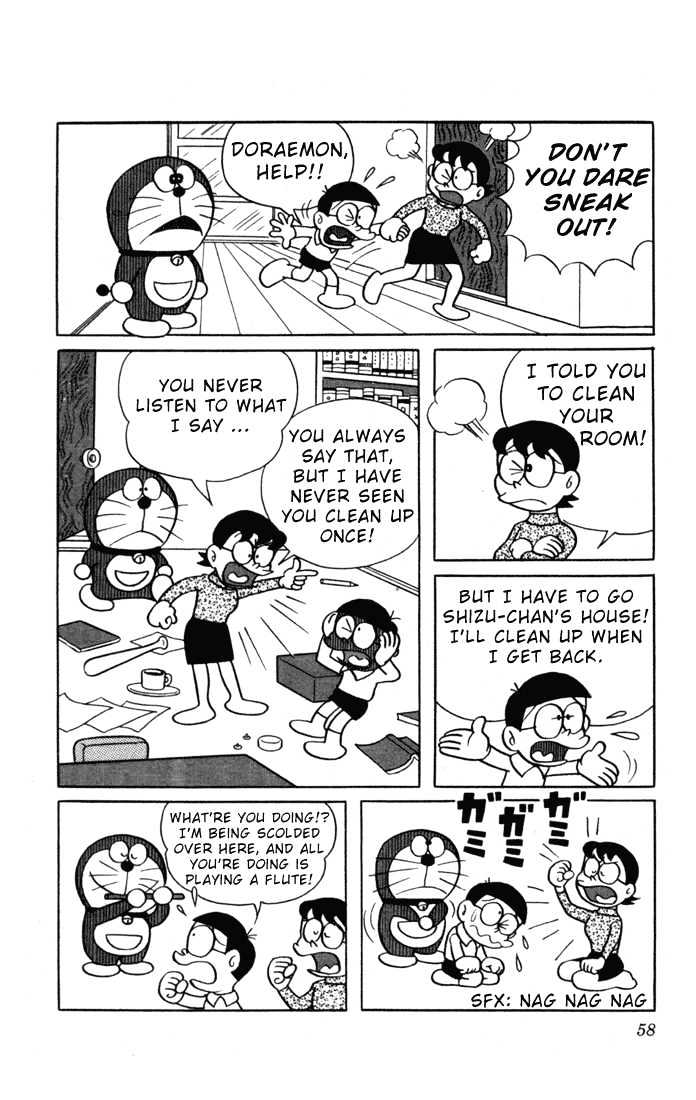 DON'T
YOU DARE
SNEAK
OUT!
DORAEMON,
HELP!!
I TOLD YOU
TO CLEAN
YOUR
ROOM!
BUT I HAVE TO GO
SHIZU-CHAN'S HOUSE!
I'LL CLEAN UP WHEN
I GET BACK.
YOU ALWAYS
SAY THAT,
BUT I HAVE
NEVER SEEN
YOU CLEAN UP
ONCE!
YOU NEVER
LISTEN TO WHAT
I SAY ...
ガミ
ガミ
ガミ
SFX: NAG NAG NAG
WHAT'RE YOU DOING!?
I'M BEING SCOLDED
OVER HERE, AND ALL
YOU'RE DOING IS
PLAYING A FLUTE!
58